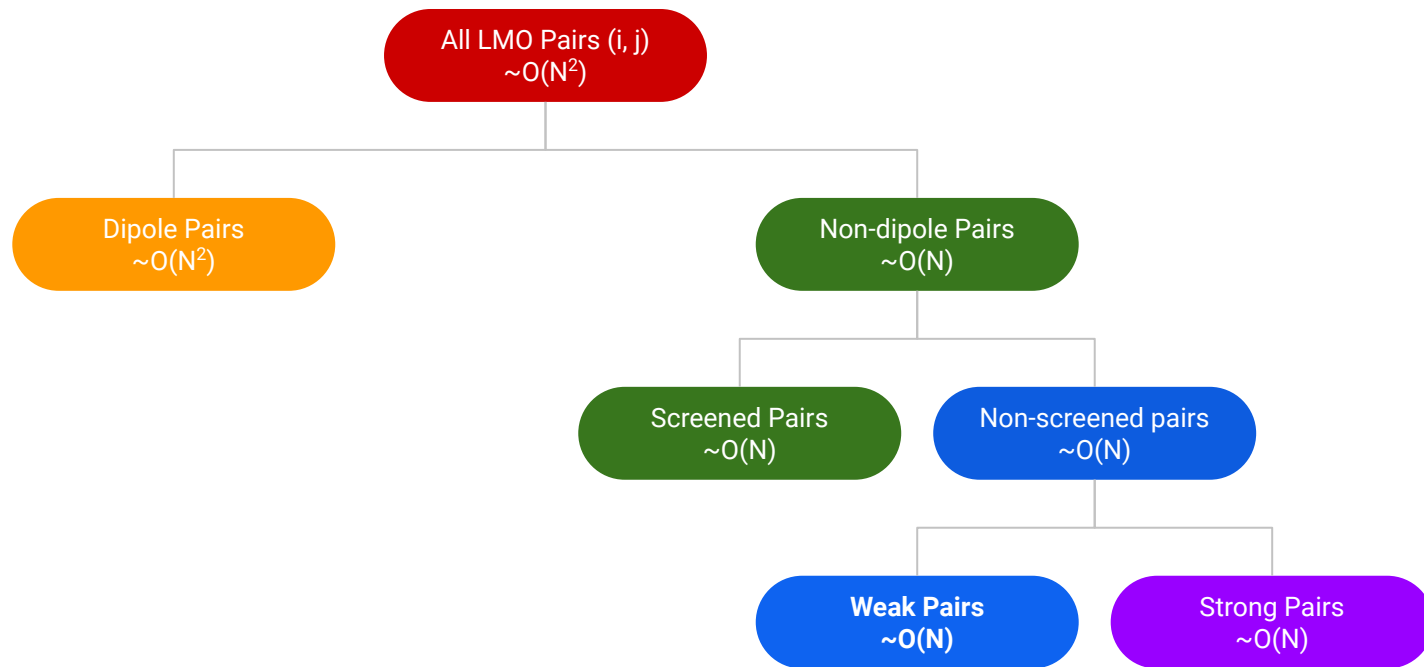 All LMO Pairs (i, j)
~O(N²)
Dipole Pairs
~O(N²)
Non-dipole Pairs
~O(N)
Screened Pairs
~O(N)
Non-screened pairs
~O(N)
Weak Pairs
~O(N)
Strong Pairs
~O(N)